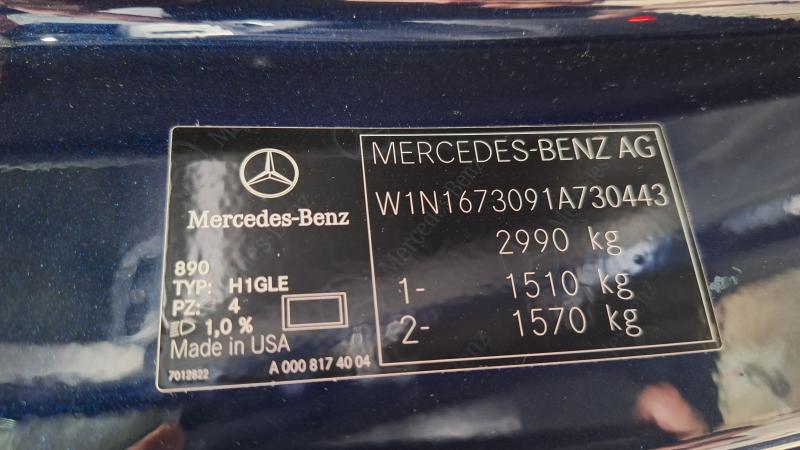 Mercedes-Benz
890
TYP: H1GLE
PZ: 4
1,0 %
Made in USA
7012822
A 000 817 40 04
MERCEDES-BENZ AG
W1N1673091A730443
2990 kg
1- 1510 kg
2- 1570 kg